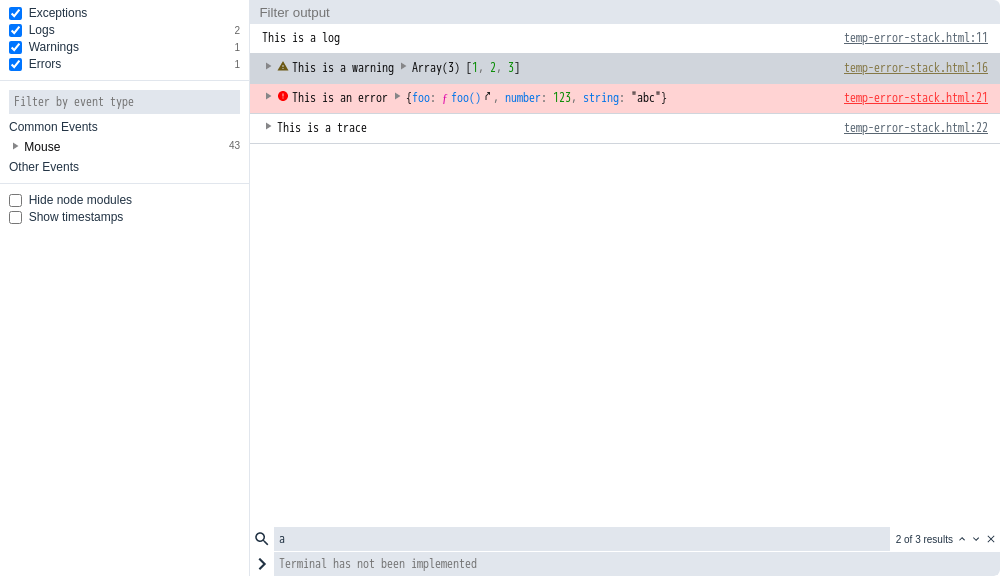 Exceptions
Logs 2
Warnings 1
Errors 1
Filter by event type
Common Events
Mouse 43
Other Events
Hide node modules
Show timestamps
Filter output
This is a log temp-error-stack.html:11
This is a warning Array(3) [1, 2, 3] temp-error-stack.html:16
This is an error {foo: ƒ foo() , number: 123, string: "abc"} temp-error-stack.html:21
This is a trace temp-error-stack.html:22
a 2 of 3 results
Terminal has not been implemented